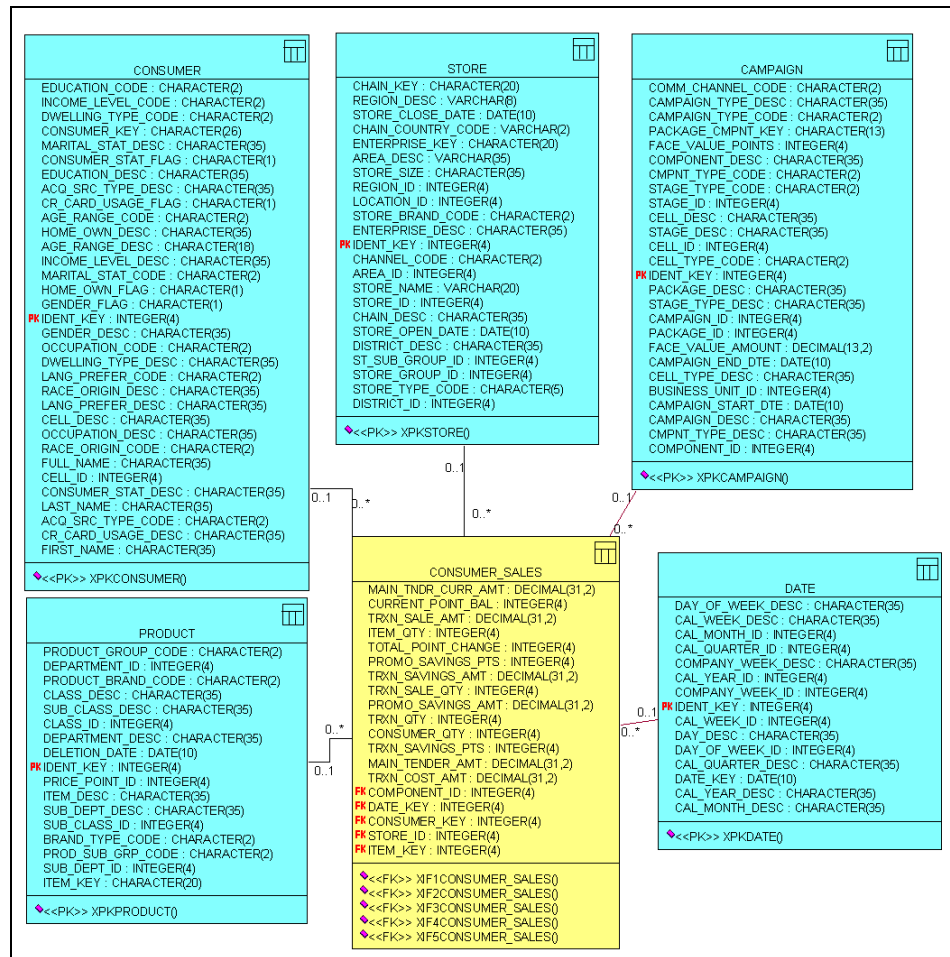 CONSUMER
EDUCATION_CODE : CHARACTER(2)
INCOME_LEVEL_CODE : CHARACTER(2)
DWELLING_TYPE_CODE : CHARACTER(2)
CONSUMER_KEY : CHARACTER(26)
MARITAL_STAT_DESC : CHARACTER(35)
CONSUMER_STAT_FLAG : CHARACTER(1)
EDUCATION_DESC : CHARACTER(35)
ACQ_SRC_TYPE_DESC : CHARACTER(35)
CR_CARD_USAGE_FLAG : CHARACTER(1)
AGE_RANGE_CODE : CHARACTER(2)
HOME_OWN_DESC : CHARACTER(35)
AGE_RANGE_DESC : CHARACTER(18)
INCOME_LEVEL_DESC : CHARACTER(35)
MARITAL_STAT_CODE : CHARACTER(2)
HOME_OWN_FLAG : CHARACTER(1)
GENDER_FLAG : CHARACTER(1)
PK IDENT_KEY : INTEGER(4)
GENDER_DESC : CHARACTER(35)
OCCUPATION_CODE : CHARACTER(2)
DWELLING_TYPE_DESC : CHARACTER(35)
LANG_PREFER_CODE : CHARACTER(2)
RACE_ORIGIN_DESC : CHARACTER(35)
LANG_PREFER_DESC : CHARACTER(35)
CELL_DESC : CHARACTER(35)
OCCUPATION_DESC : CHARACTER(35)
RACE_ORIGIN_CODE : CHARACTER(2)
FULL_NAME : CHARACTER(35)
CELL_ID : INTEGER(4)
CONSUMER_STAT_DESC : CHARACTER(35)
LAST_NAME : CHARACTER(35)
ACQ_SRC_TYPE_CODE : CHARACTER(2)
CR_CARD_USAGE_DESC : CHARACTER(35)
FIRST_NAME : CHARACTER(35)
<<PK>> XPKCONSUMER()
STORE
CHAIN_KEY : CHARACTER(20)
REGION_DESC : VARCHAR(8)
STORE_CLOSE_DATE : DATE(10)
CHAIN_COUNTRY_CODE : VARCHAR(2)
ENTERPRISE_KEY : CHARACTER(20)
AREA_DESC : VARCHAR(35)
STORE_SIZE : CHARACTER(35)
REGION_ID : INTEGER(4)
LOCATION_ID : INTEGER(4)
STORE_BRAND_CODE : CHARACTER(2)
ENTERPRISE_DESC : CHARACTER(35)
PK IDENT_KEY : INTEGER(4)
CHANNEL_CODE : CHARACTER(2)
AREA_ID : INTEGER(4)
STORE_NAME : VARCHAR(20)
STORE_ID : INTEGER(4)
CHAIN_DESC : CHARACTER(35)
STORE_OPEN_DATE : DATE(10)
DISTRICT_DESC : CHARACTER(35)
ST_SUB_GROUP_ID : INTEGER(4)
STORE_GROUP_ID : INTEGER(4)
STORE_TYPE_CODE : CHARACTER(5)
DISTRICT_ID : INTEGER(4)
<<PK>> XPKSTORE()
CAMPAIGN
COMM_CHANNEL_CODE : CHARACTER(2)
CAMPAIGN_TYPE_DESC : CHARACTER(35)
CAMPAIGN_TYPE_CODE : CHARACTER(2)
PACKAGE_CMPNT_KEY : CHARACTER(13)
FACE_VALUE_POINTS : INTEGER(4)
COMPONENT_DESC : CHARACTER(35)
CMPNT_TYPE_CODE : CHARACTER(2)
STAGE_TYPE_CODE : CHARACTER(2)
STAGE_ID : INTEGER(4)
CELL_DESC : CHARACTER(35)
STAGE_DESC : CHARACTER(35)
CELL_ID : INTEGER(4)
CELL_TYPE_CODE : CHARACTER(2)
PK IDENT_KEY : INTEGER(4)
PACKAGE_DESC : CHARACTER(35)
STAGE_TYPE_DESC : CHARACTER(35)
CAMPAIGN_ID : INTEGER(4)
PACKAGE_ID : INTEGER(4)
FACE_VALUE_AMOUNT : DECIMAL(13,2)
CAMPAIGN_END_DTE : DATE(10)
CELL_TYPE_DESC : CHARACTER(35)
BUSINESS_UNIT_ID : INTEGER(4)
CAMPAIGN_START_DTE : DATE(10)
CAMPAIGN_DESC : CHARACTER(35)
CMPNT_TYPE_DESC : CHARACTER(35)
COMPONENT_ID : INTEGER(4)
<<PK>> XPKCAMPAIGN()
0..1
0..*
0..1
0..*
0..1
0..*
CONSUMER_SALES
MAIN_TNDR_CURR_AMT : DECIMAL(31,2)
CURRENT_POINT_BAL : INTEGER(4)
TRXN_SALE_AMT : DECIMAL(31,2)
ITEM_QTY : INTEGER(4)
TOTAL_POINT_CHANGE : INTEGER(4)
PROMO_SAVINGS_PTS : INTEGER(4)
TRXN_SAVINGS_AMT : DECIMAL(31,2)
TRXN_SALE_QTY : INTEGER(4)
PROMO_SAVINGS_AMT : DECIMAL(31,2)
TRXN_QTY : INTEGER(4)
CONSUMER_QTY : INTEGER(4)
TRXN_SAVINGS_PTS : INTEGER(4)
MAIN_TENDER_AMT : DECIMAL(31,2)
TRXN_COST_AMT : DECIMAL(31,2)
FK COMPONENT_ID : INTEGER(4)
FK DATE_KEY : INTEGER(4)
FK CONSUMER_KEY : INTEGER(4)
FK STORE_ID : INTEGER(4)
FK ITEM_KEY : INTEGER(4)
<<FK>> XIF1CONSUMER_SALES()
<<FK>> XIF2CONSUMER_SALES()
<<FK>> XIF3CONSUMER_SALES()
<<FK>> XIF4CONSUMER_SALES()
<<FK>> XIF5CONSUMER_SALES()
PRODUCT
PRODUCT_GROUP_CODE : CHARACTER(2)
DEPARTMENT_ID : INTEGER(4)
PRODUCT_BRAND_CODE : CHARACTER(2)
CLASS_DESC : CHARACTER(35)
SUB_CLASS_DESC : CHARACTER(35)
CLASS_ID : INTEGER(4)
DEPARTMENT_DESC : CHARACTER(35)
DELETION_DATE : DATE(10)
PK IDENT_KEY : INTEGER(4)
PRICE_POINT_ID : INTEGER(4)
ITEM_DESC : CHARACTER(35)
SUB_DEPT_DESC : CHARACTER(35)
SUB_CLASS_ID : INTEGER(4)
BRAND_TYPE_CODE : CHARACTER(2)
PROD_SUB_GRP_CODE : CHARACTER(2)
SUB_DEPT_ID : INTEGER(4)
ITEM_KEY : CHARACTER(20)
<<PK>> XPKPRODUCT()
0..*
0..1
0..1
0..*
DATE
DAY_OF_WEEK_DESC : CHARACTER(35)
CAL_WEEK_DESC : CHARACTER(35)
CAL_MONTH_ID : INTEGER(4)
CAL_QUARTER_ID : INTEGER(4)
COMPANY_WEEK_DESC : CHARACTER(35)
CAL_YEAR_ID : INTEGER(4)
COMPANY_WEEK_ID : INTEGER(4)
PK IDENT_KEY : INTEGER(4)
CAL_WEEK_ID : INTEGER(4)
DAY_DESC : CHARACTER(35)
DAY_OF_WEEK_ID : INTEGER(4)
CAL_QUARTER_DESC : CHARACTER(35)
DATE_KEY : DATE(10)
CAL_YEAR_DESC : CHARACTER(35)
CAL_MONTH_DESC : CHARACTER(35)
<<PK>> XPKDATE()